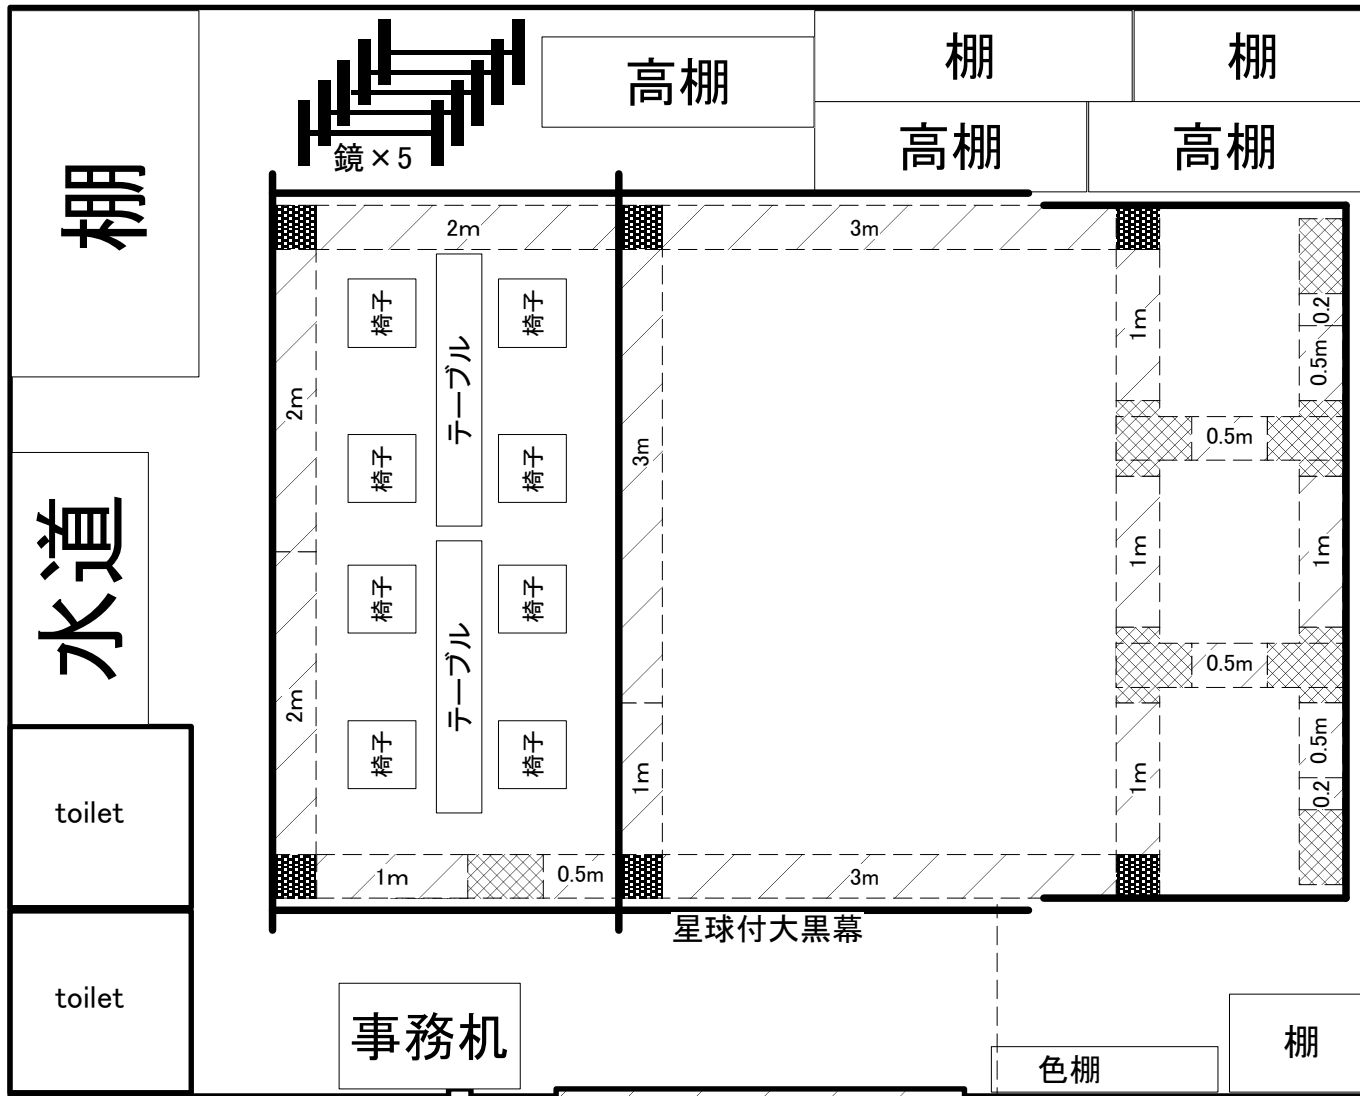 棚
棚
高棚
高棚
高棚
鏡×5
棚
2m
3m
椅子
椅子
テーブル
1m
0.2
0.5m
2m
椅子
椅子
3m
0.5m
水道
椅子
椅子
テーブル
1m
1m
2m
0.5m
椅子
椅子
1m
1m
0.5m
0.2
toilet
1m
0.5m
3m
星球付大黒幕
toilet
事務机
色棚
棚